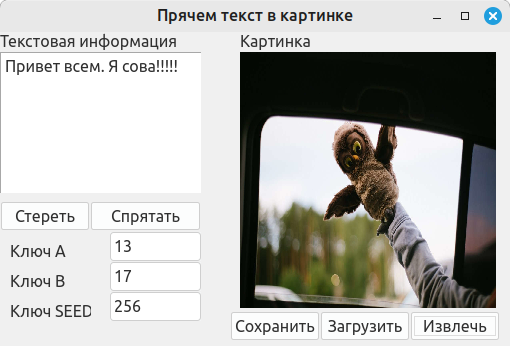 Прячем текст в картинке
Текстовая информация
Картинка
Привет всем. Я сова!!!!!
Стереть
Спрятать
Ключ A
13
Ключ B
17
Ключ SEED
256
Сохранить
Загрузить
Извлечь